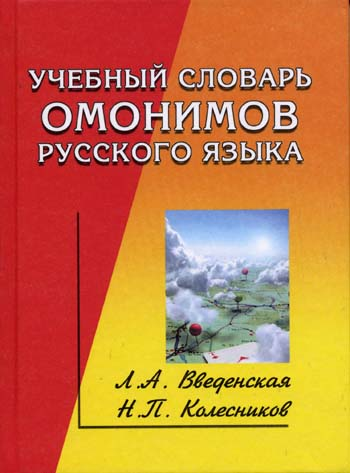 УЧЕБНЫЙ СЛОВАРЬ
ОМОНИМОВ
РУССКОГО ЯЗЫКА
Л.А. Введенская
Н.П. Колесников